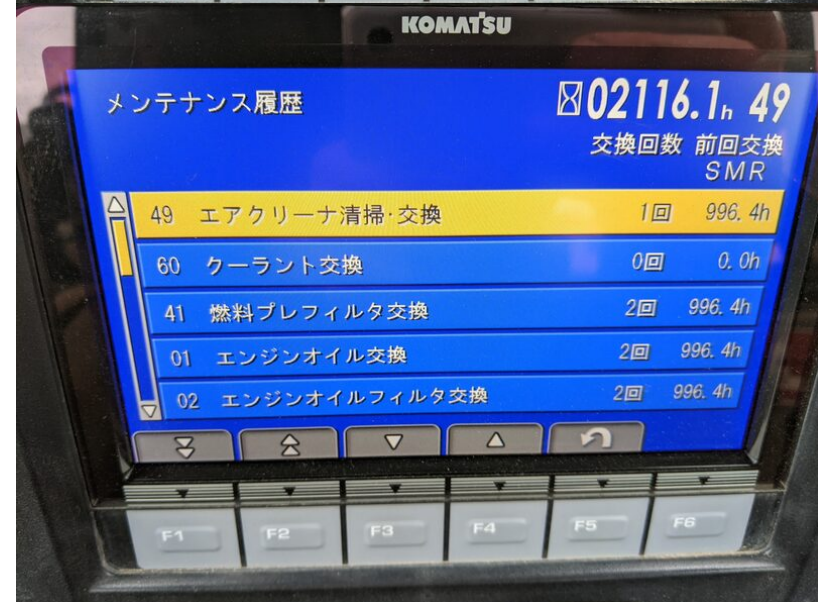 KOMATSU
メンテナンス履歴 02116.1h 49
交換回数 前回交換
SMR
49 エアクリーナ清掃·交換 1回 996.4h
60 クーラント交換 0回 0.0h
41 燃料プレフィルタ交換 2回 996.4h
01 エンジンオイル交換 2回 996.4h
02 エンジンオイルフィルタ交換 2回 996.4h
F1 F2 F3 F4 F5 F6